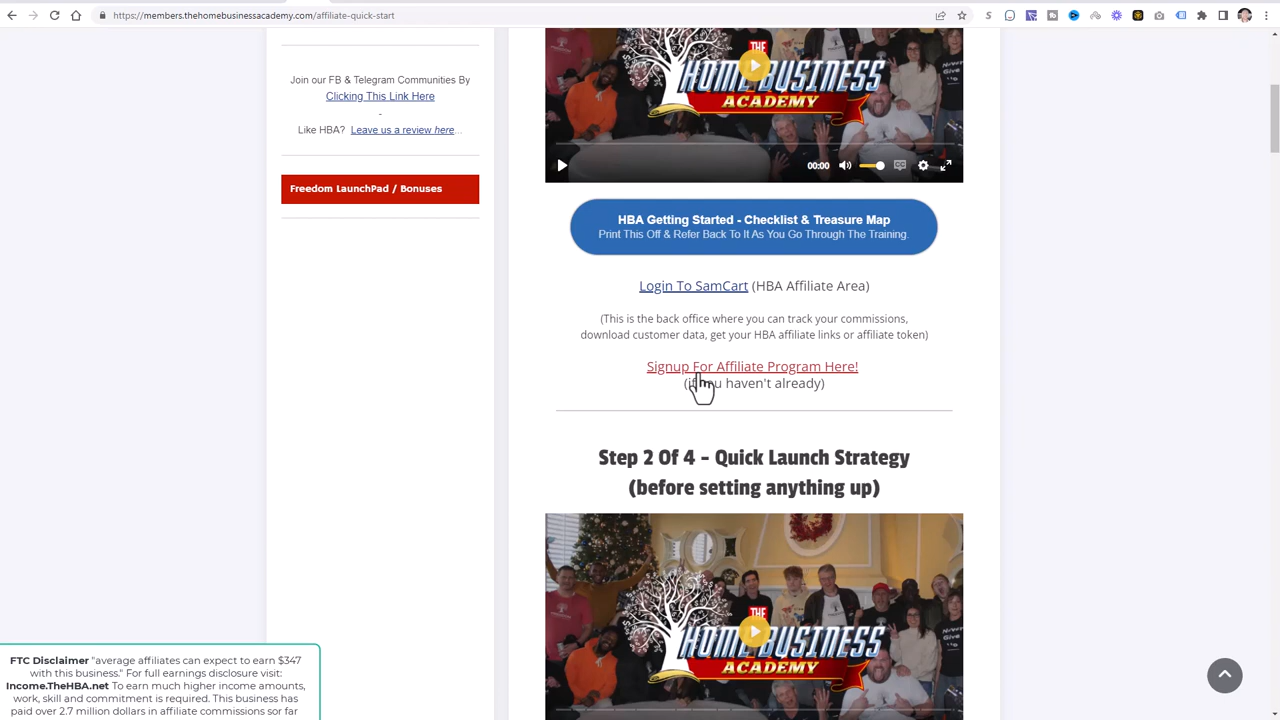 https://members.thehomebusinessacademy.com/affiliate-quick-start
Join our FB & Telegram Communities By
Clicking This Link Here
-
Like HBA? Leave us a review here...
Freedom LaunchPad / Bonuses
THE
HOME BUSINESS
ACADEMY
00:00
HBA Getting Started - Checklist & Treasure Map
Print This Off & Refer Back To It As You Go Through The Training.
Login To SamCart (HBA Affiliate Area)
(This is the back office where you can track your commissions,
download customer data, get your HBA affiliate links or affiliate token)
Signup For Affiliate Program Here!
(if you haven't already)
Step 2 Of 4 - Quick Launch Strategy
(before setting anything up)
THE
HOME BUSINESS
ACADEMY
FTC Disclaimer "average affiliates can expect to earn $347
with this business." For full earnings disclosure visit:
Income.TheHBA.net To earn much higher income amounts,
work, skill and commitment is required. This business has
paid over 2.7 million dollars in affiliate commissions sor far